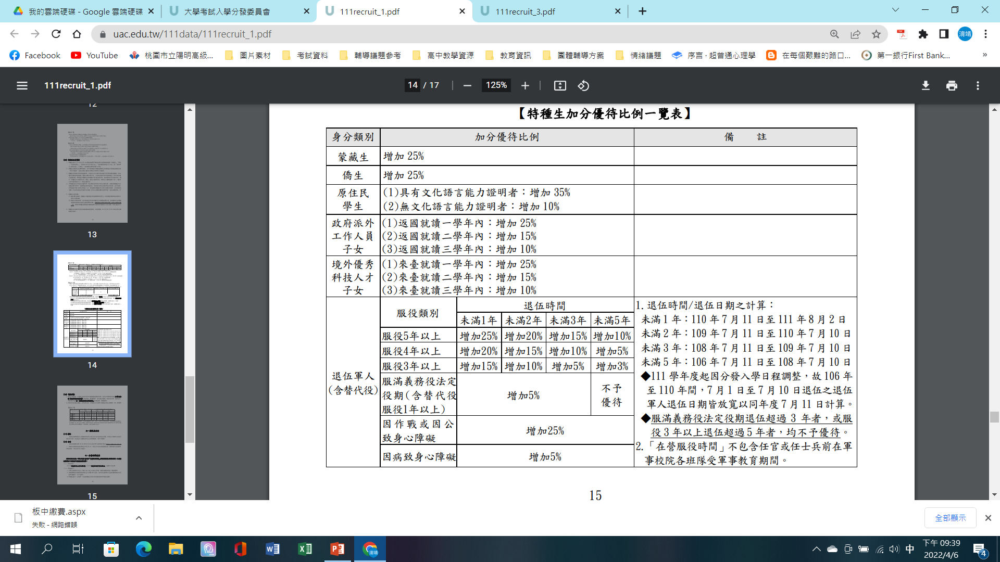 我的雲端硬碟 - Google 雲端硬碟
大學考試入學分發委員會
111recruit_1.pdf
111recruit_3.pdf
uac.edu.tw/111data/111recruit_1.pdf
淯靖
Facebook
YouTube
桃園市立陽明高級...
圖片素材
考試資料
輔導議題參考
高中教學資源
教育資訊
團體輔導方案
情緒議題
序言 · 超普通心理學
在每個艱難的路口...
第一銀行First Bank...
»
111recruit_1.pdf
14 / 17
125%
12
13
14
15
【特種生加分優待比例一覽表】
身分類別 加分優待比例 備 註
蒙藏生 增加 25%
僑生 增加 25%
原住民學生
(1)具有文化語言能力證明者：增加 35%
(2)無文化語言能力證明者：增加 10%
政府派外工作人員子女
(1)返國就讀一學年內：增加 25%
(2)返國就讀二學年內：增加 15%
(3)返國就讀三學年內：增加 10%
境外優秀科技人才子女
(1)來臺就讀一學年內：增加 25%
(2)來臺就讀二學年內：增加 15%
(3)來臺就讀三學年內：增加 10%
退伍軍人
(含替代役)
服役類別 退伍時間
未滿1年 未滿2年 未滿3年 未滿5年
服役5年以上 增加25% 增加20% 增加15% 增加10%
服役4年以上 增加20% 增加15% 增加10% 增加5%
服役3年以上 增加15% 增加10% 增加5% 增加3%
服滿義務役法定
役期(含替代役
服役1年以上)
增加5%
不予
優待
因作戰或因公
致身心障礙
增加25%
因病致身心障礙 增加5%
1.退伍時間/退伍日期之計算：
未滿 1 年：110 年 7 月 11 日至 111 年 8 月 2 日
未滿 2 年：109 年 7 月 11 日至 110 年 7 月 10 日
未滿 3 年：108 年 7 月 11 日至 109 年 7 月 10 日
未滿 5 年：106 年 7 月 11 日至 108 年 7 月 10 日
◆111 學年度起因分發入學日程調整，故 106 年
至 110 年間，7 月 1 日至 7 月 10 日退伍之退伍
軍人退伍日期皆放寬以同年度 7 月 11 日計算。
◆服滿義務役法定役期退伍超過 3 年者，或服
役 3 年以上退伍超過 5 年者，均不予優待。
2.「在營服役時間」不包含任官或任士兵前在軍
事校院各班隊受軍事教育期間。
15
板中繳費.aspx
失敗 - 網路錯誤
全部顯示
中
下午 09:39
2022/4/6
4